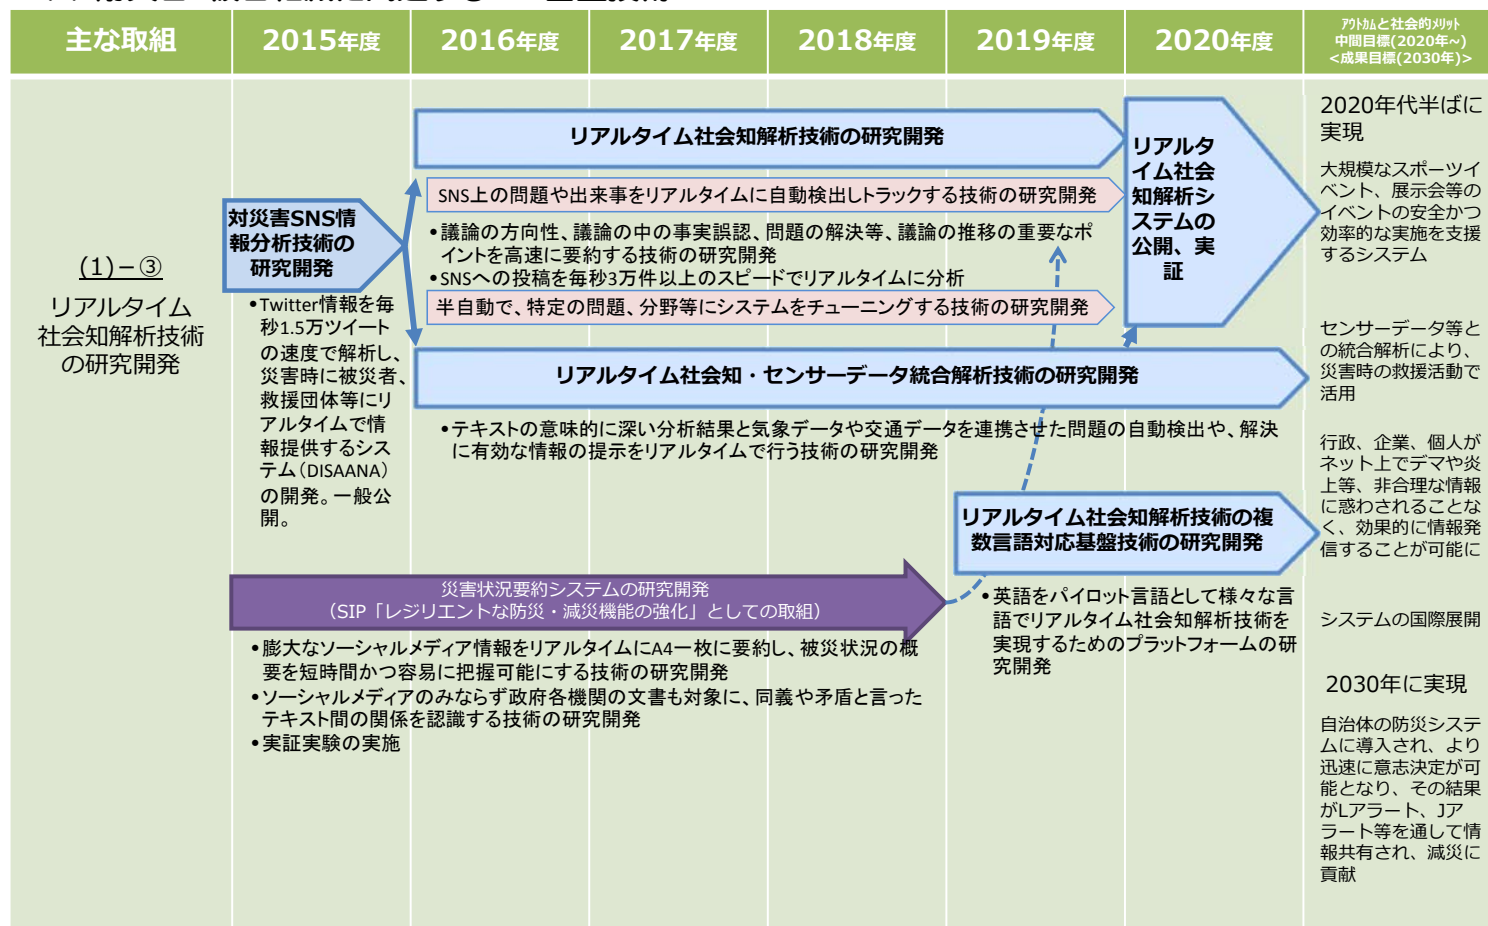 主な取組
2015年度
2016年度
2017年度
2018年度
2019年度
2020年度
ｱｳﾄｶﾑと社会的ﾒﾘｯﾄ
中間目標(2020年~)
<成果目標(2030年)>
(1)－③
リアルタイム
社会知解析技術
の研究開発
対災害SNS情
報分析技術の
研究開発
•Twitter情報を毎
秒1.5万ツイート
の速度で解析し、
災害時に被災者、
救援団体等にリ
アルタイムで情
報提供するシス
テム（DISAANA）
の開発。一般公
開。
リアルタイム社会知解析技術の研究開発
SNS上の問題や出来事をリアルタイムに自動検出しトラックする技術の研究開発
•議論の方向性、議論の中の事実誤認、問題の解決等、議論の推移の重要なポ
イントを高速に要約する技術の研究開発
•SNSへの投稿を毎秒3万件以上のスピードでリアルタイムに分析
半自動で、特定の問題、分野等にシステムをチューニングする技術の研究開発
リアルタイム社会知・センサーデータ統合解析技術の研究開発
•テキストの意味的に深い分析結果と気象データや交通データを連携させた問題の自動検出や、解決
に有効な情報の提示をリアルタイムで行う技術の研究開発
リアルタ
イム社会
知解析シ
ステムの
公開、実
証
リアルタイム社会知解析技術の複
数言語対応基盤技術の研究開発
•英語をパイロット言語として様々な言
語でリアルタイム社会知解析技術を
実現するためのプラットフォームの研
究開発
災害状況要約システムの研究開発
（SIP「レジリエントな防災・減災機能の強化」としての取組）
•膨大なソーシャルメディア情報をリアルタイムにA4一枚に要約し、被災状況の概
要を短時間かつ容易に把握可能にする技術の研究開発
•ソーシャルメディアのみならず政府各機関の文書も対象に、同義や矛盾と言った
テキスト間の関係を認識する技術の研究開発
•実証実験の実施
2020年代半ばに
実現
大規模なスポーツイ
ベント、展示会等の
イベントの安全かつ
効率的な実施を支援
するシステム
センサーデータ等と
の統合解析により、
災害時の救援活動で
活用
行政、企業、個人が
ネット上でデマや炎
上等、非合理な情報
に惑わされることな
く、効果的に情報発
信することが可能に
システムの国際展開
2030年に実現
自治体の防災システ
ムに導入され、より
迅速に意志決定が可
能となり、その結果
がLアラート、Jア
ラート等を通して情
報共有され、減災に
貢献